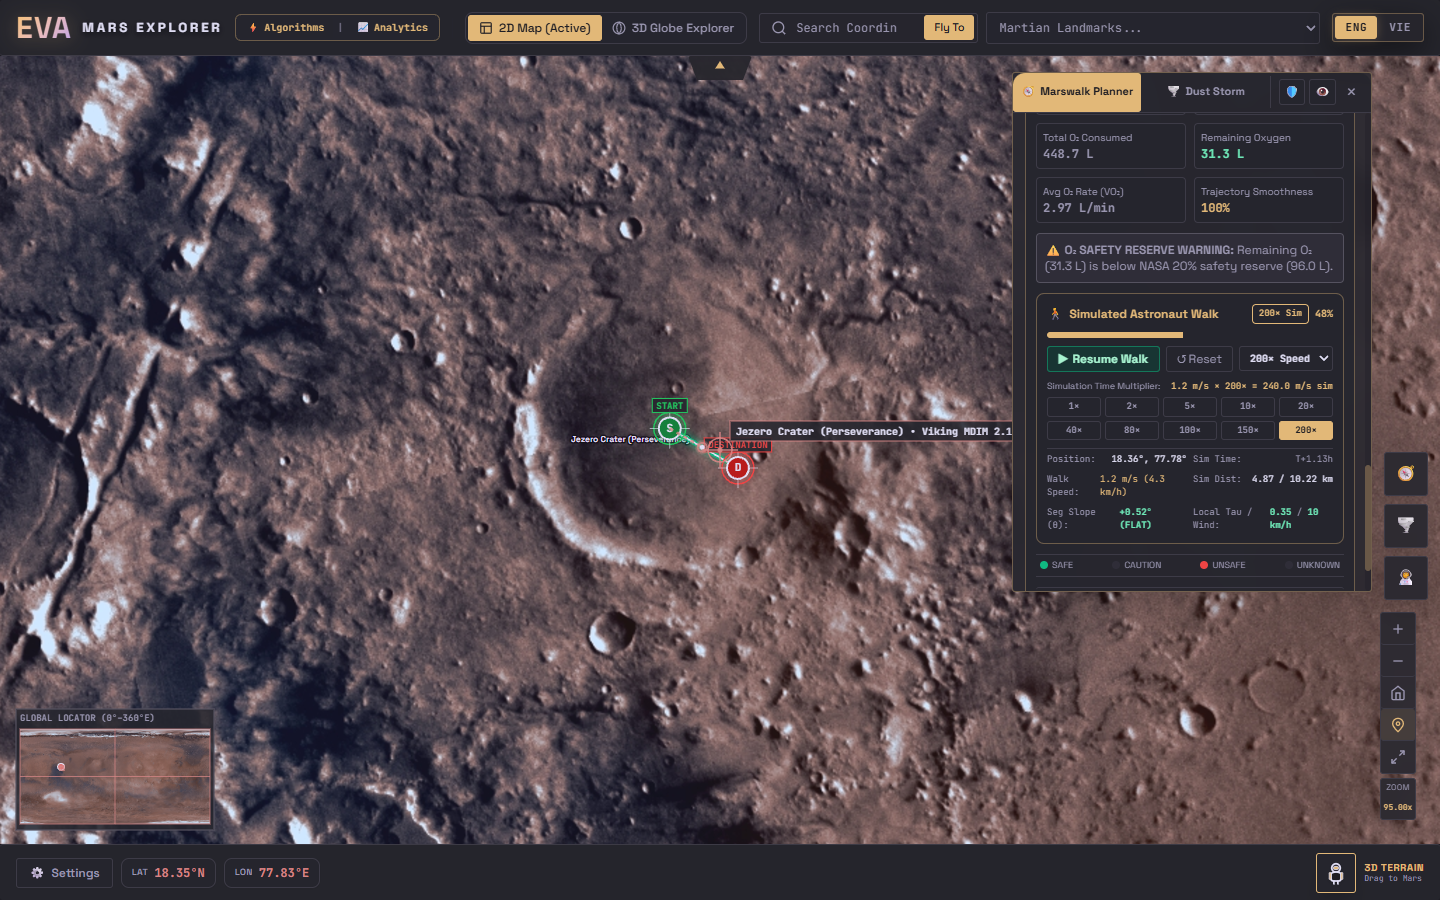 EVA MARS EXPLORER
Algorithms | Analytics
2D Map (Active)
3D Globe Explorer
Search Coordin
Fly To
Martian Landmarks...
ENG
VIE
Marswalk Planner
Dust Storm
Total O₂ Consumed
448.7 L
Remaining Oxygen
31.3 L
Avg O₂ Rate (VO₂)
2.97 L/min
Trajectory Smoothness
100%
O₂ SAFETY RESERVE WARNING: Remaining O₂
(31.3 L) is below NASA 20% safety reserve (96.0 L).
Simulated Astronaut Walk
200× Sim
48%
▶ Resume Walk
↺ Reset
200× Speed
Simulation Time Multiplier: 1.2 m/s × 200× = 240.0 m/s sim
1×
2×
5×
10×
20×
40×
80×
100×
150×
200×
Position: 18.36°, 77.78°
Sim Time: T+1.13h
Walk Speed: 1.2 m/s (4.3 km/h)
Sim Dist: 4.87 / 10.22 km
Seg Slope (θ): +0.52° (FLAT)
Local Tau / Wind: 0.35 / 10 km/h
SAFE
CAUTION
UNSAFE
UNKNOWN
START
S
Jezero Crater (Perseverance)
Jezero Crater (Perseverance) • Viking MDIM 2.1
DESTINATION
D
GLOBAL LOCATOR (0°-360°E)
ZOOM
95.00x
Settings
LAT 18.35°N
LON 77.83°E
3D TERRAIN
Drag to Mars